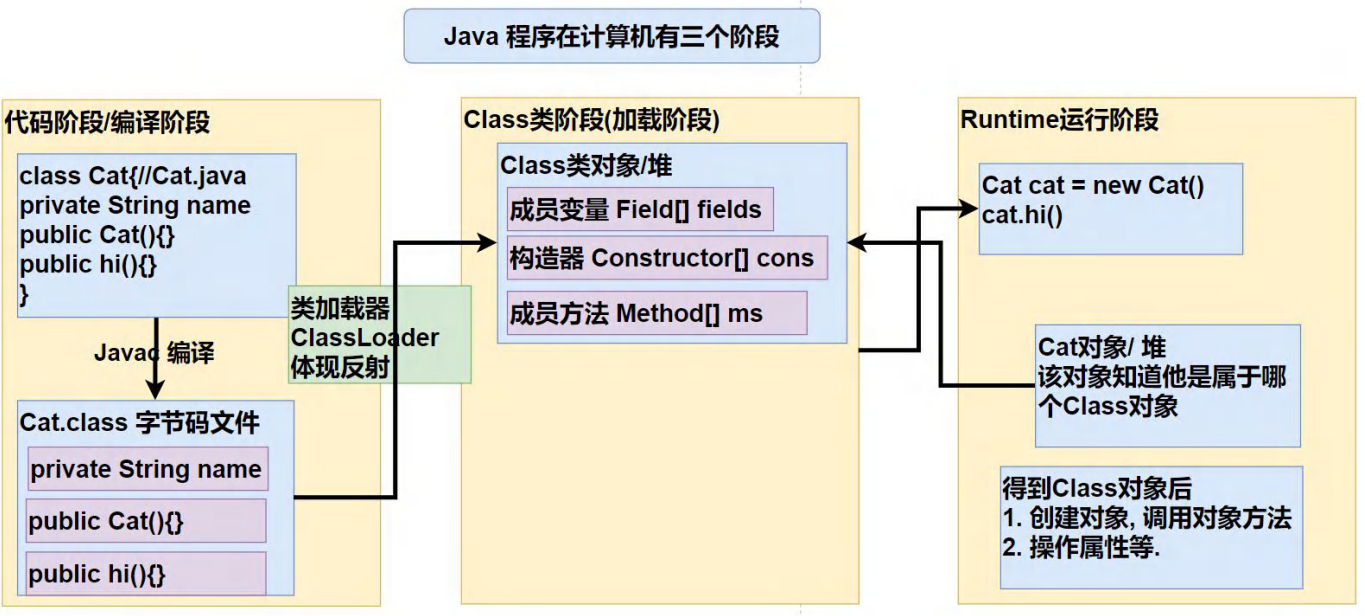 Java 程序在计算机有三个阶段
代码阶段/编译阶段
class Cat{//Cat.java
private String name
public Cat(){}
public hi(){}
}
Javac 编译
Cat.class 字节码文件
private String name
public Cat(){}
public hi(){}
类加载器
ClassLoader
体现反射
Class类阶段(加载阶段)
Class类对象/堆
成员变量 Field[] fields
构造器 Constructor[] cons
成员方法 Method[] ms
Runtime运行阶段
Cat cat = new Cat()
cat.hi()
Cat对象/ 堆
该对象知道他是属于哪
个Class对象
得到Class对象后
1. 创建对象, 调用对象方法
2. 操作属性等.